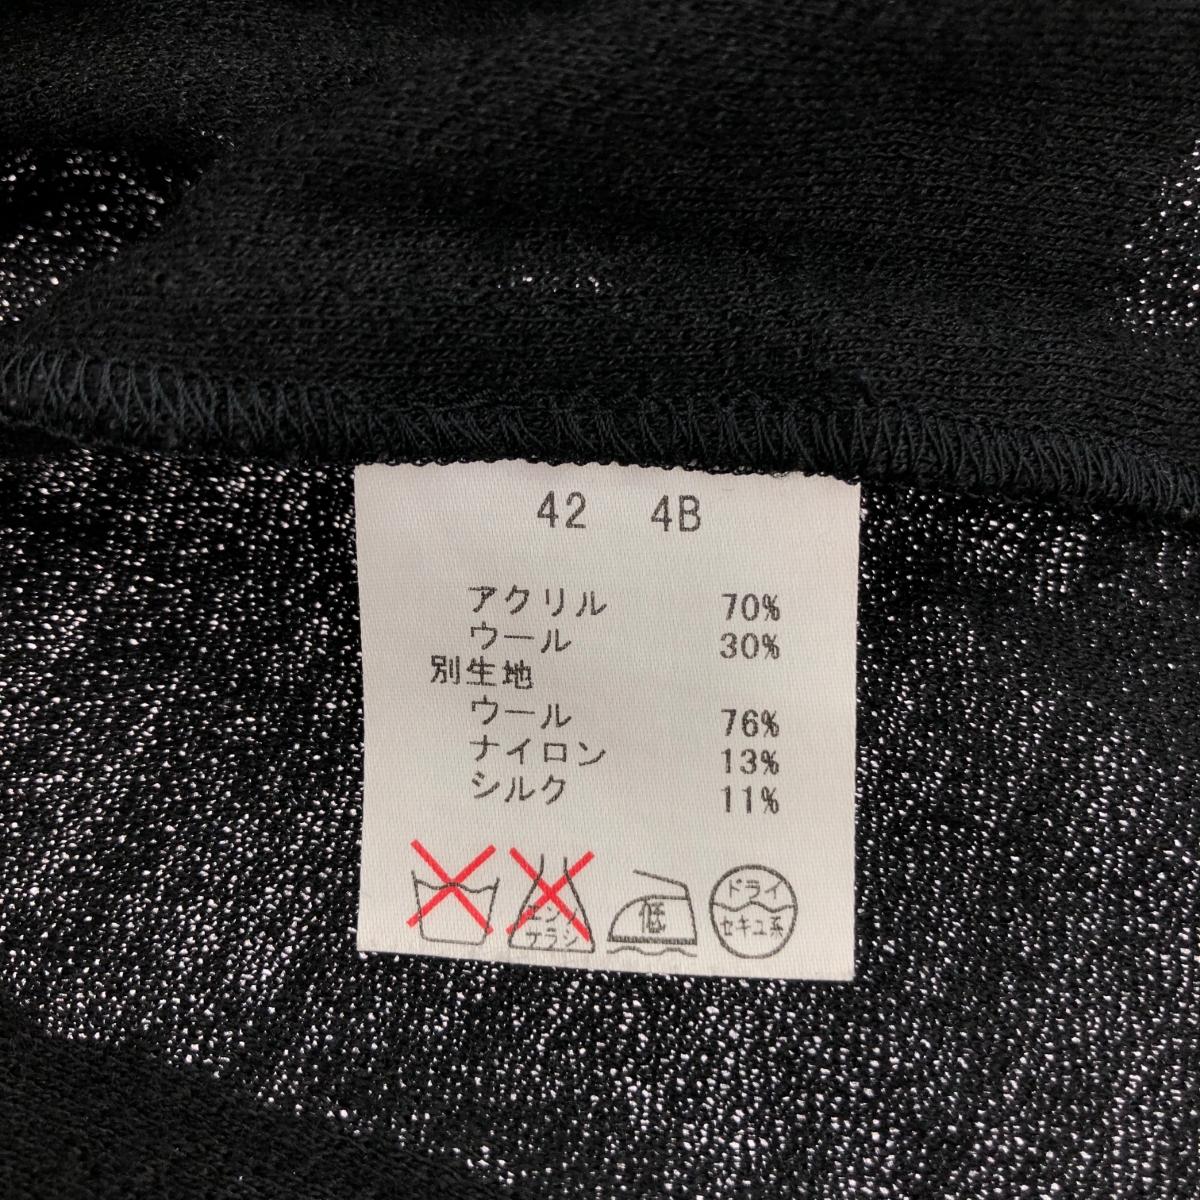 42 4B
アクリル 70%
ウール 30%
別生地
ウール 76%
ナイロン 13%
シルク 11%
エンソ
サラシ
低
ドライ
セキユ系